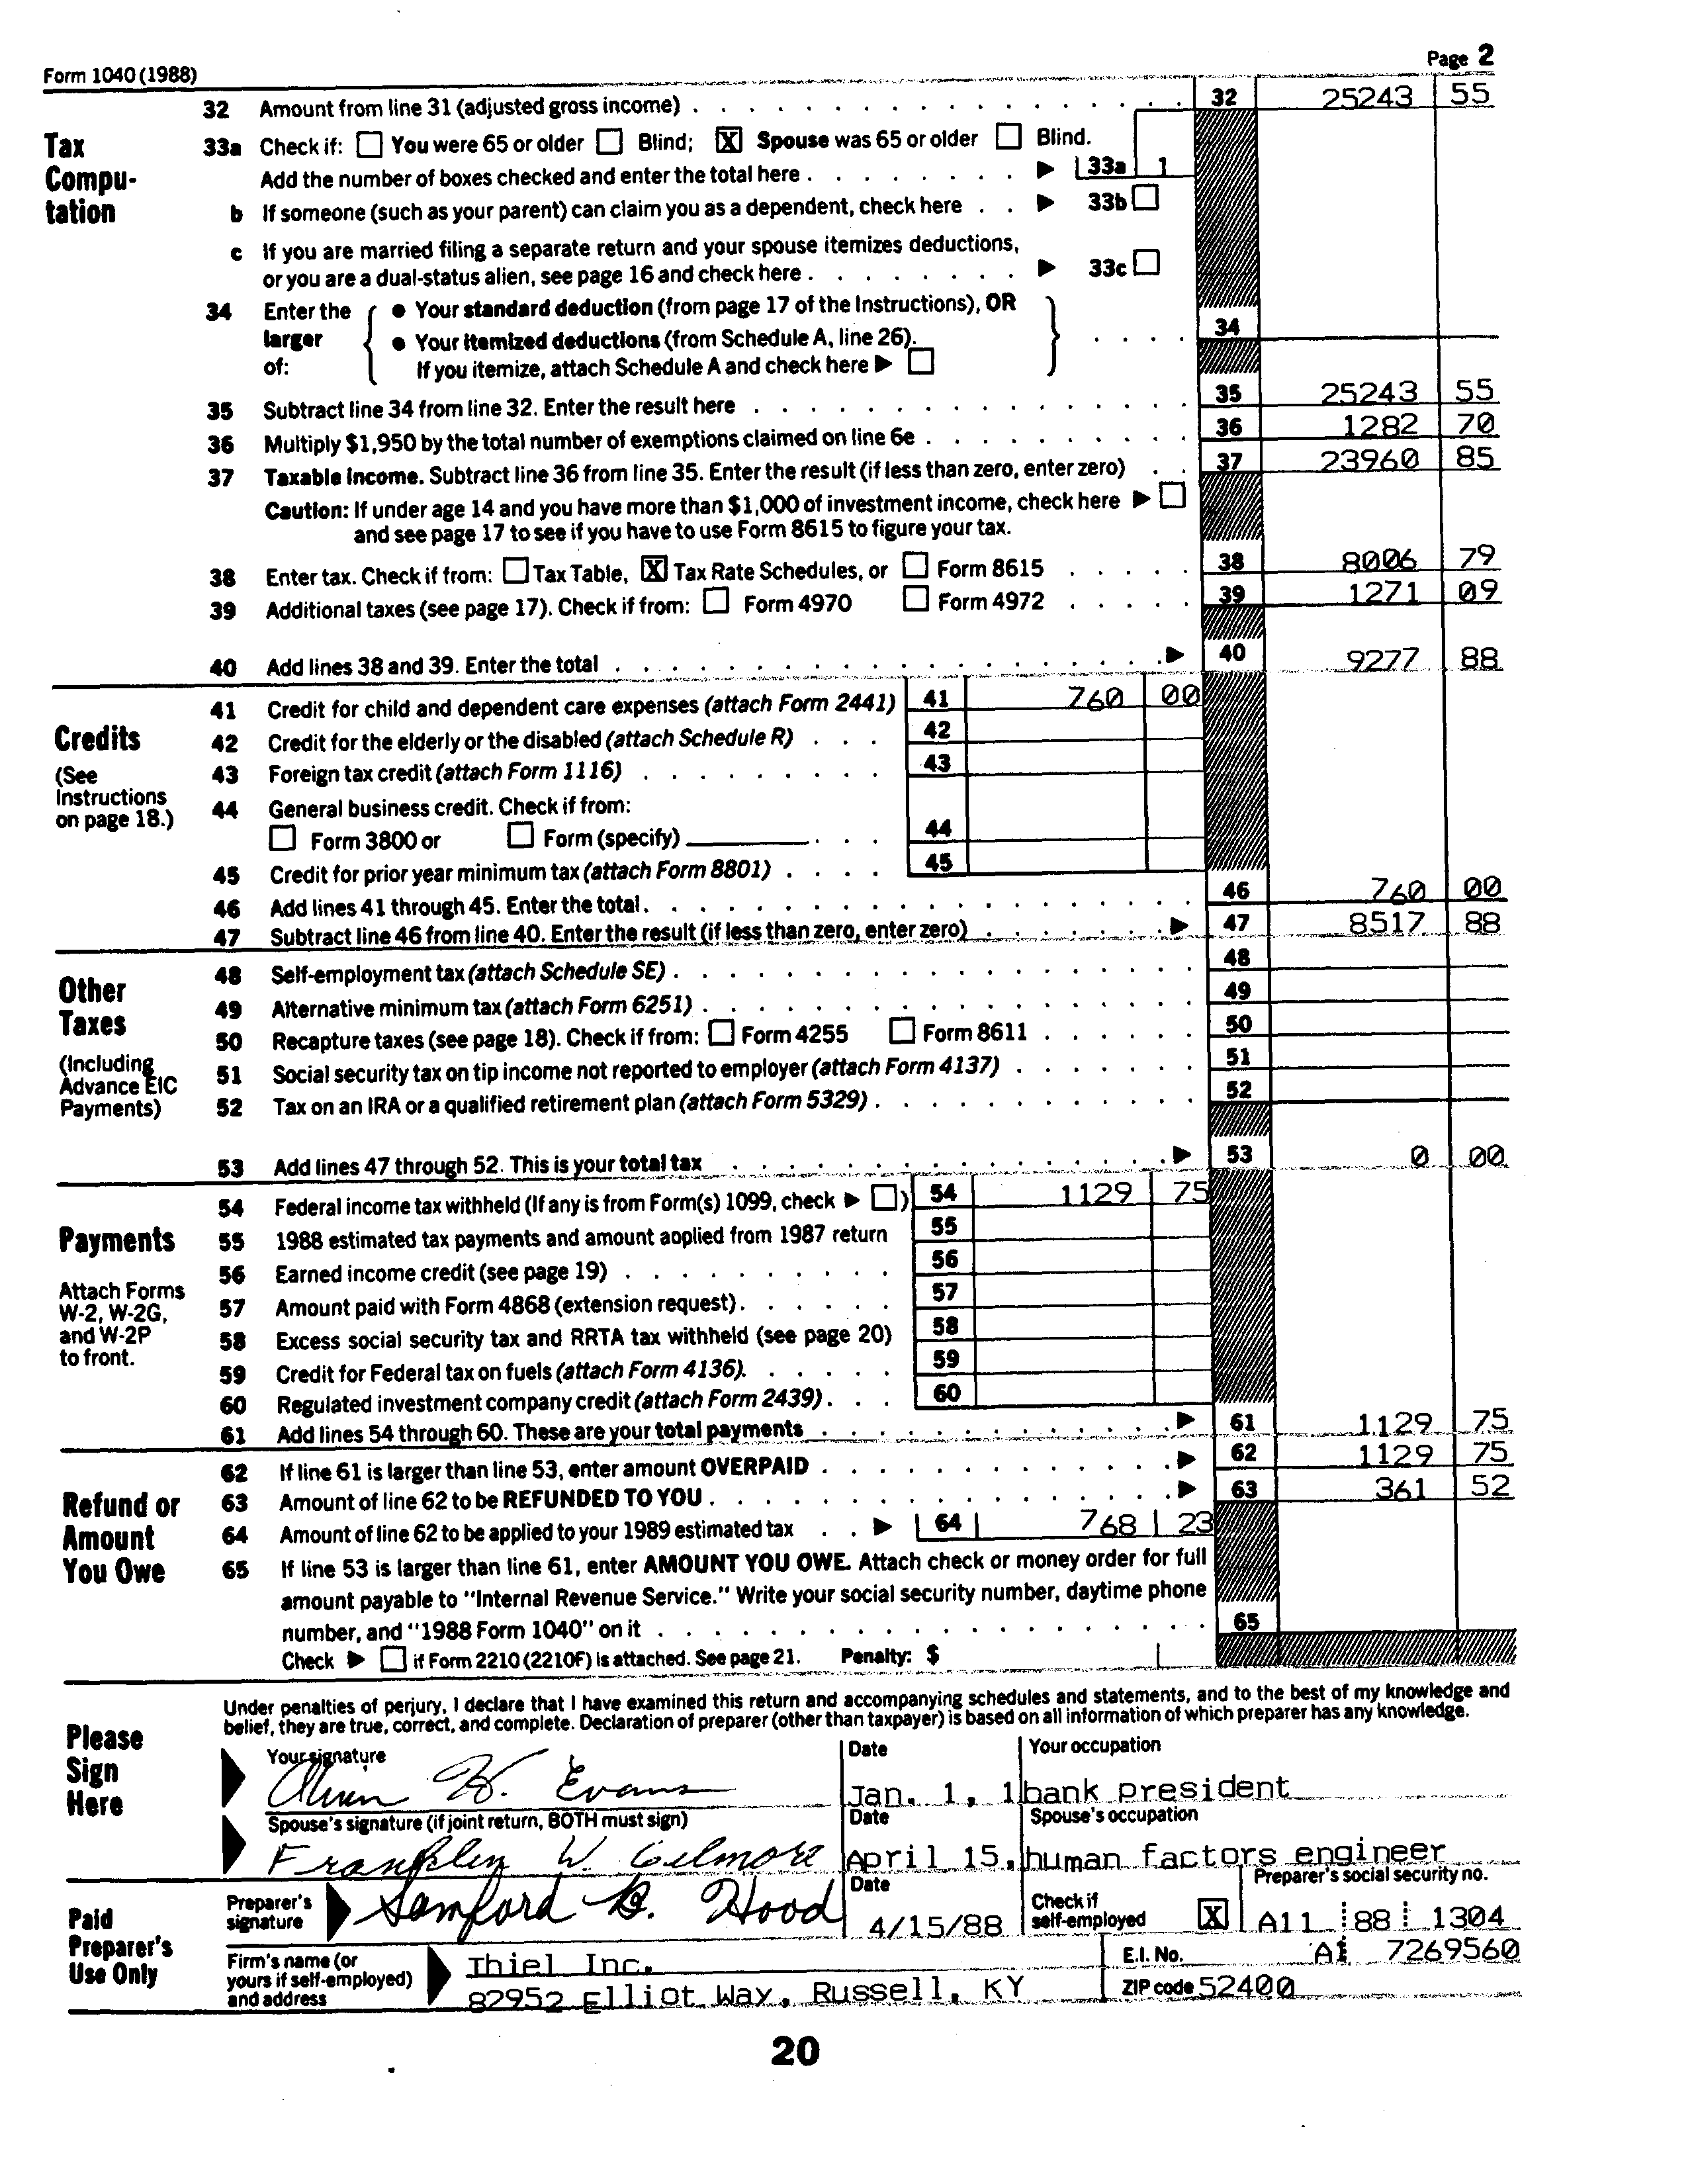 Form 1040 (1988)
Page 2
32 Amount from line 31 (adjusted gross income) . . . 32 25243 55
Tax Compu-tation
33a Check if: You were 65 or older Blind; X Spouse was 65 or older Blind.
Add the number of boxes checked and enter the total here . . . 33a 1
b If someone (such as your parent) can claim you as a dependent, check here . . 33b
c If you are married filing a separate return and your spouse itemizes deductions,
or you are a dual-status alien, see page 16 and check here . . . 33c
34 Enter the larger of:
• Your standard deduction (from page 17 of the Instructions), OR
• Your itemized deductions (from Schedule A, line 26).
If you itemize, attach Schedule A and check here
34
35 Subtract line 34 from line 32. Enter the result here . . . 35 25243 55
36 Multiply $1,950 by the total number of exemptions claimed on line 6e . . . 36 1282 70
37 Taxable income. Subtract line 36 from line 35. Enter the result (if less than zero, enter zero) . . 37 23960 85
Caution: If under age 14 and you have more than $1,000 of investment income, check here
and see page 17 to see if you have to use Form 8615 to figure your tax.
38 Enter tax. Check if from: Tax Table, X Tax Rate Schedules, or Form 8615 . . . 38 8006 79
39 Additional taxes (see page 17). Check if from: Form 4970 Form 4972 . . . 39 1271 09
40 Add lines 38 and 39. Enter the total . . . 40 9277 88
Credits
(See Instructions on page 18.)
41 Credit for child and dependent care expenses (attach Form 2441) 41 760 00
42 Credit for the elderly or the disabled (attach Schedule R) . . . 42
43 Foreign tax credit (attach Form 1116) . . . 43
44 General business credit. Check if from:
Form 3800 or Form (specify) . . . 44
45 Credit for prior year minimum tax (attach Form 8801) . . . 45
46 Add lines 41 through 45. Enter the total. . . . 46 760 00
47 Subtract line 46 from line 40. Enter the result (if less than zero, enter zero) . . . 47 8517 88
Other Taxes
(Including Advance EIC Payments)
48 Self-employment tax (attach Schedule SE) . . . 48
49 Alternative minimum tax (attach Form 6251) . . . 49
50 Recapture taxes (see page 18). Check if from: Form 4255 Form 8611 . . . 50
51 Social security tax on tip income not reported to employer (attach Form 4137) . . . 51
52 Tax on an IRA or a qualified retirement plan (attach Form 5329) . . . 52
53 Add lines 47 through 52. This is your total tax . . . 53 0 00
Payments
Attach Forms W-2, W-2G, and W-2P to front.
54 Federal income tax withheld (If any is from Form(s) 1099, check ) 54 1129 75
55 1988 estimated tax payments and amount applied from 1987 return 55
56 Earned income credit (see page 19) . . . 56
57 Amount paid with Form 4868 (extension request). . . . 57
58 Excess social security tax and RRTA tax withheld (see page 20) 58
59 Credit for Federal tax on fuels (attach Form 4136). . . . 59
60 Regulated investment company credit (attach Form 2439) . . . 60
61 Add lines 54 through 60. These are your total payments . . . 61 1129 75
Refund or Amount You Owe
62 If line 61 is larger than line 53, enter amount OVERPAID . . . 62 1129 75
63 Amount of line 62 to be REFUNDED TO YOU . . . 63 361 52
64 Amount of line 62 to be applied to your 1989 estimated tax . . 64 768 23
65 If line 53 is larger than line 61, enter AMOUNT YOU OWE. Attach check or money order for full
amount payable to "Internal Revenue Service." Write your social security number, daytime phone
number, and "1988 Form 1040" on it . . . 65
Check if Form 2210 (2210F) is attached. See page 21. Penalty: $
Please Sign Here
Under penalties of perjury, I declare that I have examined this return and accompanying schedules and statements, and to the best of my knowledge and
belief, they are true, correct, and complete. Declaration of preparer (other than taxpayer) is based on all information of which preparer has any knowledge.
Your signature Date Your occupation
H. Evans Jan. 1, 1 bank president
Spouse's signature (if joint return, BOTH must sign) Date Spouse's occupation
Franklin W. Gilmore April 15, human factors engineer
Paid Preparer's Use Only
Preparer's signature Samford B. Wood
Date 4/15/88
Check if self-employed X
Preparer's social security no. A11 88 1304
Firm's name (or yours if self-employed) and address
Thiel Inc.
82952 Elliot Way, Russell, KY
E.I. No. A1 7269560
ZIP code 52400
20